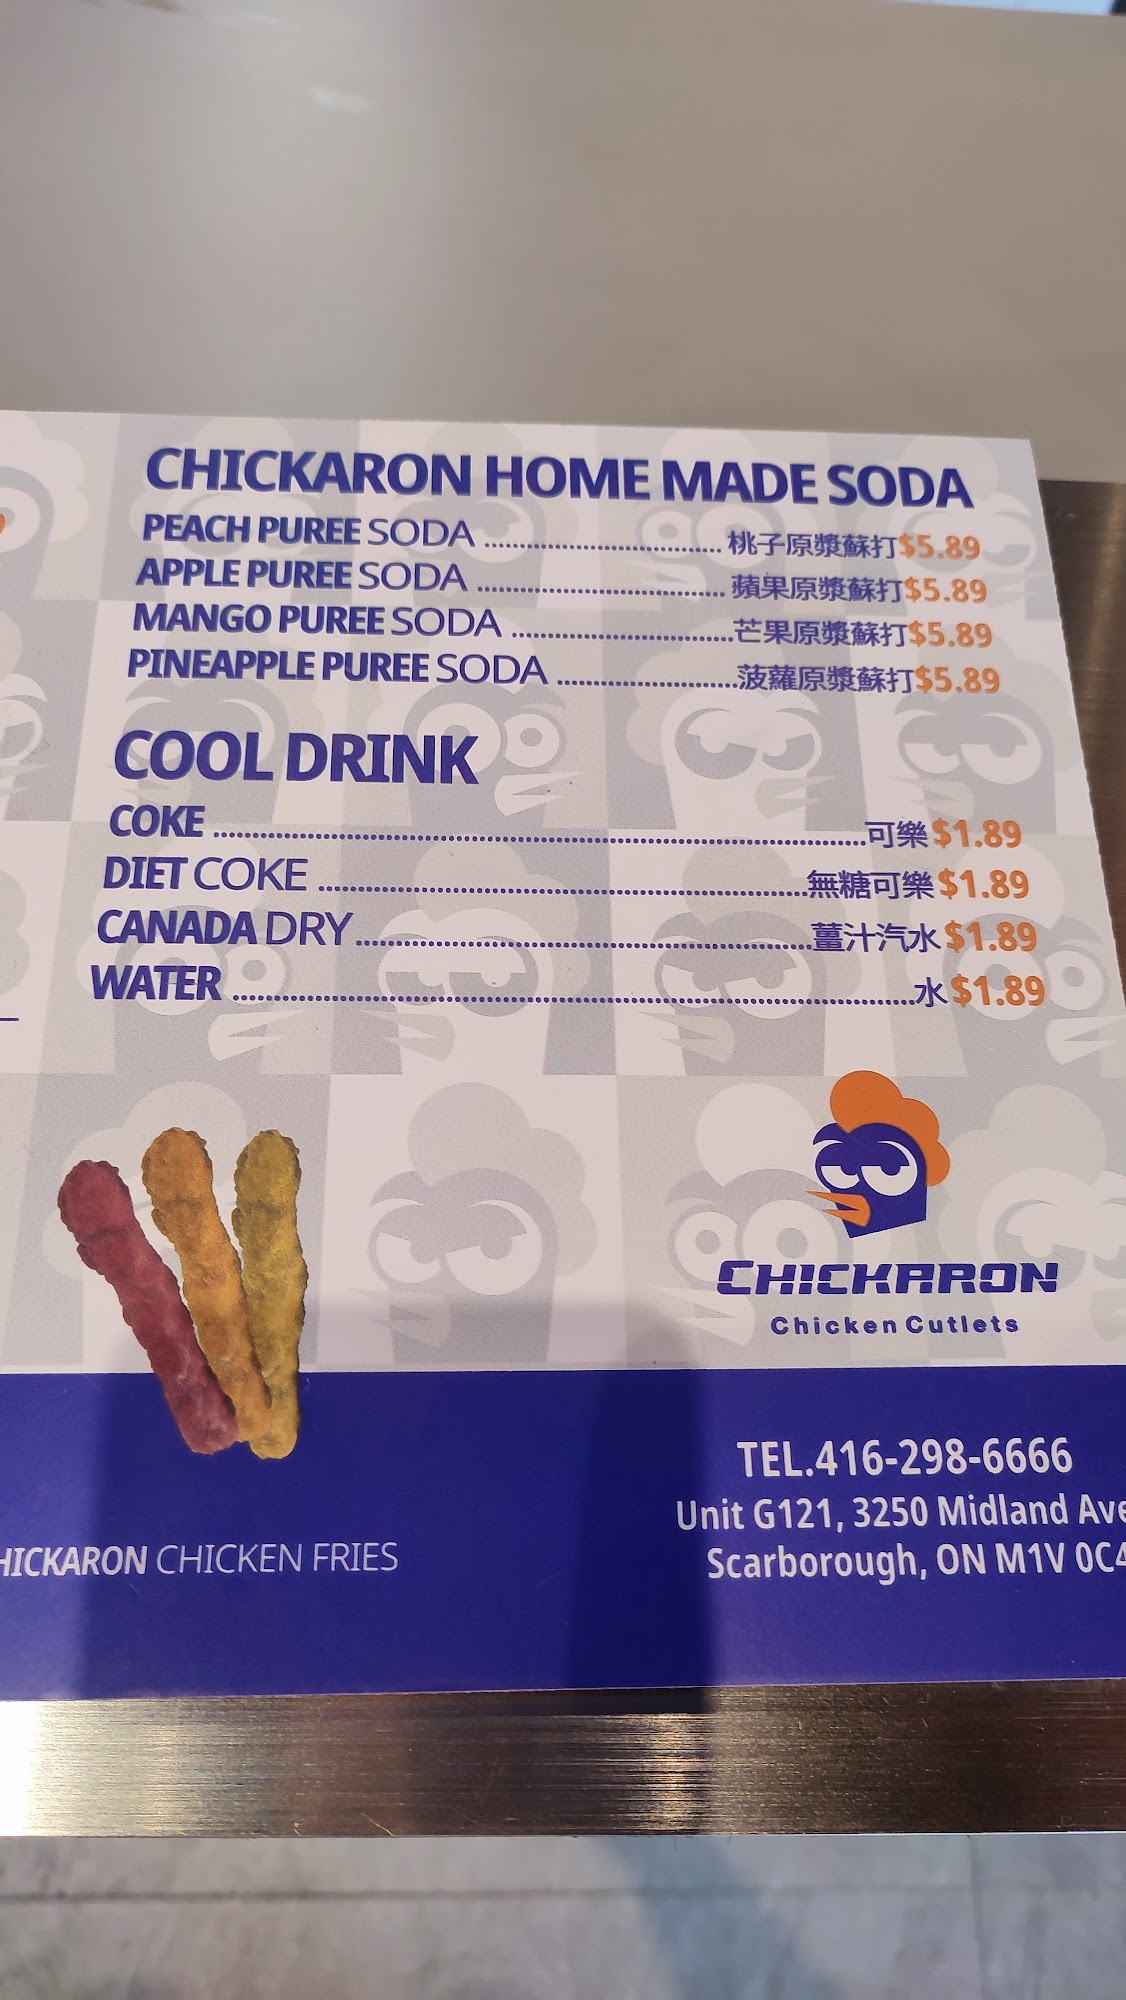 CHICKARON HOME MADE SODA
PEACH PUREE SODA 桃子原漿蘇打 $5.89
APPLE PUREE SODA 蘋果原漿蘇打 $5.89
MANGO PUREE SODA 芒果原漿蘇打 $5.89
PINEAPPLE PUREE SODA 菠蘿原漿蘇打 $5.89
COOL DRINK
COKE 可樂 $1.89
DIET COKE 無糖可樂 $1.89
CANADA DRY 薑汁汽水 $1.89
WATER 水 $1.89
CHICKARON
Chicken Cutlets
TEL.416-298-6666
Unit G121, 3250 Midland Ave
Scarborough, ON M1V 0C4
HICKARON CHICKEN FRIES